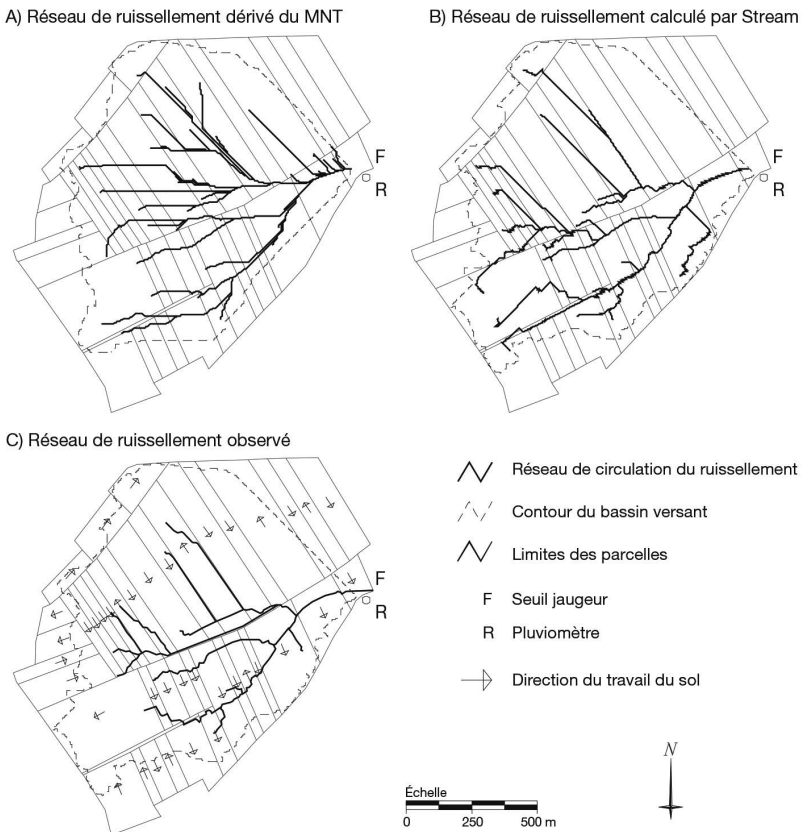 A) Réseau de ruissellement dérivé du MNT
B) Réseau de ruissellement calculé par Stream
F
R
F
R
C) Réseau de ruissellement observé
F
R
Réseau de circulation du ruissellement
Contour du bassin versant
Limites des parcelles
F Seuil jaugeur
R Pluviomètre
Direction du travail du sol
Échelle
0 250 500 m
N